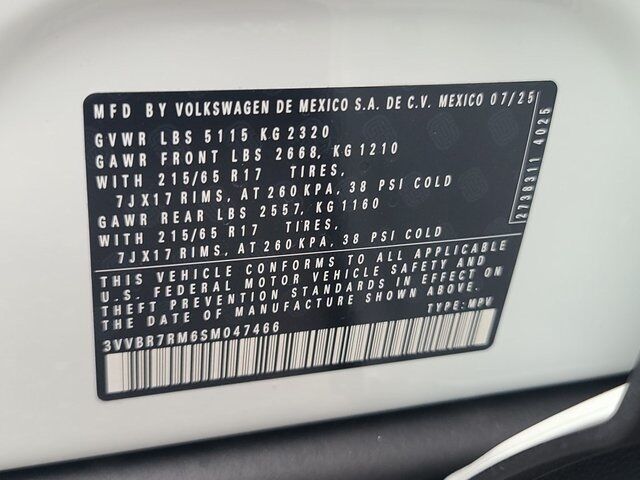 MFD BY VOLKSWAGEN DE MEXICO S.A. DE C.V. MEXICO 07/25
GVWR LBS 5115 KG 2320
GAWR FRONT LBS 2668, KG 1210
WITH 215/65 R17 TIRES,
7JX17 RIMS, AT 260 KPA, 38 PSI COLD
GAWR REAR LBS 2557, KG 1160
WITH 215/65 R17 TIRES,
7JX17 RIMS, AT 260 KPA, 38 PSI COLD
THIS VEHICLE CONFORMS TO ALL APPLICABLE
U.S. FEDERAL MOTOR VEHICLE SAFETY AND
THEFT PREVENTION STANDARDS IN EFFECT ON
THE DATE OF MANUFACTURE SHOWN ABOVE.
TYPE: MPV
3VVBR7RM6SM047466
2738311 4025